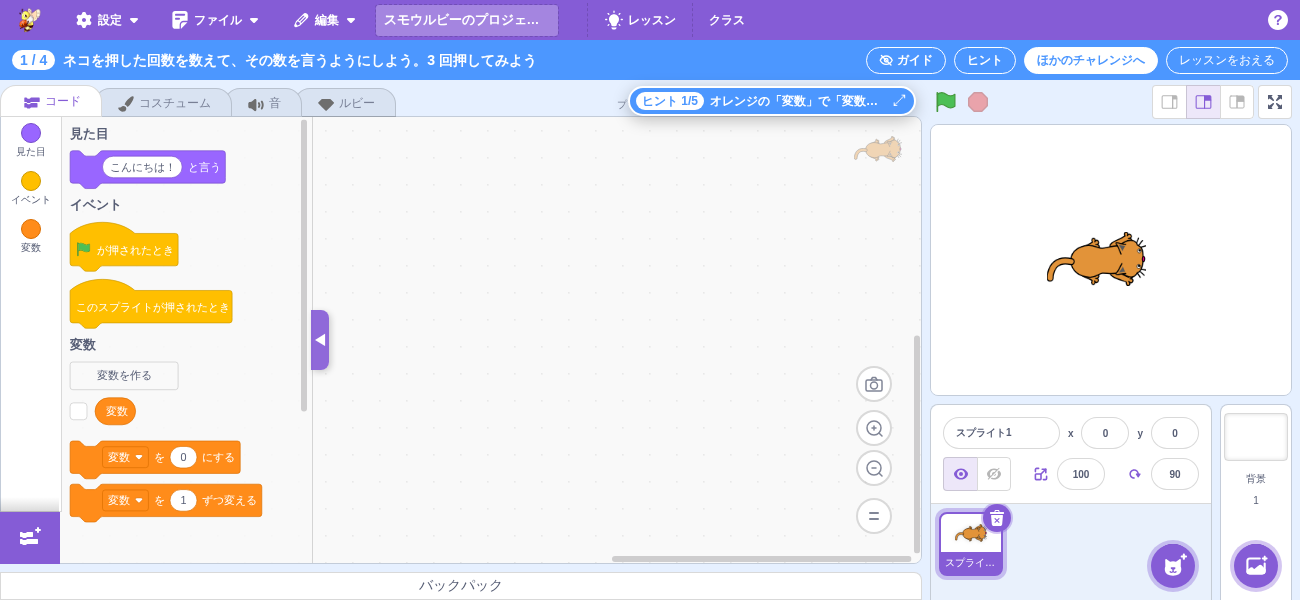 設定
ファイル
編集
スモウルビーのプロジェ…
レッスン
クラス
?
1 / 4
ネコを押した回数を数えて、その数を言うようにしよう。3 回押してみよう
ガイド
ヒント
ほかのチャレンジへ
レッスンをおえる
コード
コスチューム
音
ルビー
ヒント 1/5
オレンジの「変数」で「変数…
見た目
イベント
変数
見た目
こんにちは！ と言う
イベント
が押されたとき
このスプライトが押されたとき
変数
変数を作る
変数
変数 を 0 にする
変数 を 1 ずつ変える
スプライト1
x 0
y 0
100
90
スプライ…
背景
1
バックパック